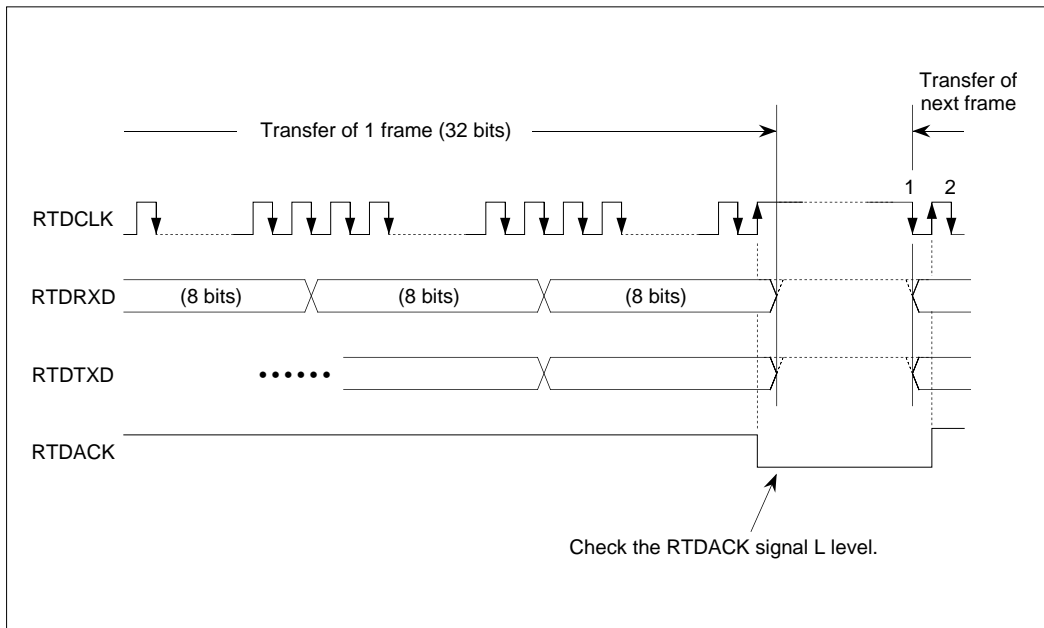 Transfer of
next frame
Transfer of 1 frame (32 bits)
1 2
RTDCLK
RTDRXD (8 bits) (8 bits) (8 bits)
RTDTXD
RTDACK
Check the RTDACK signal L level.